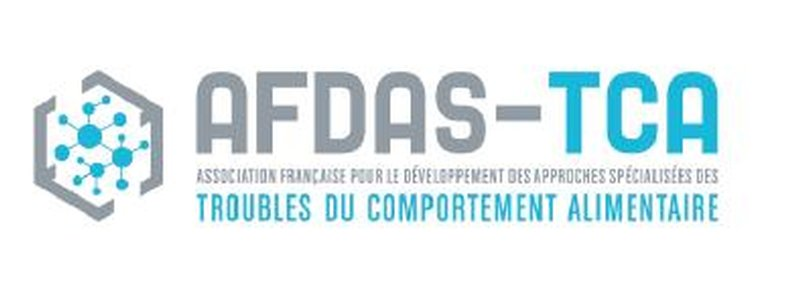 AFDAS-TCA
ASSOCIATION FRANÇAISE POUR LE DÉVELOPPEMENT DES APPROCHES SPÉCIALISÉES DES
TROUBLES DU COMPORTEMENT ALIMENTAIRE